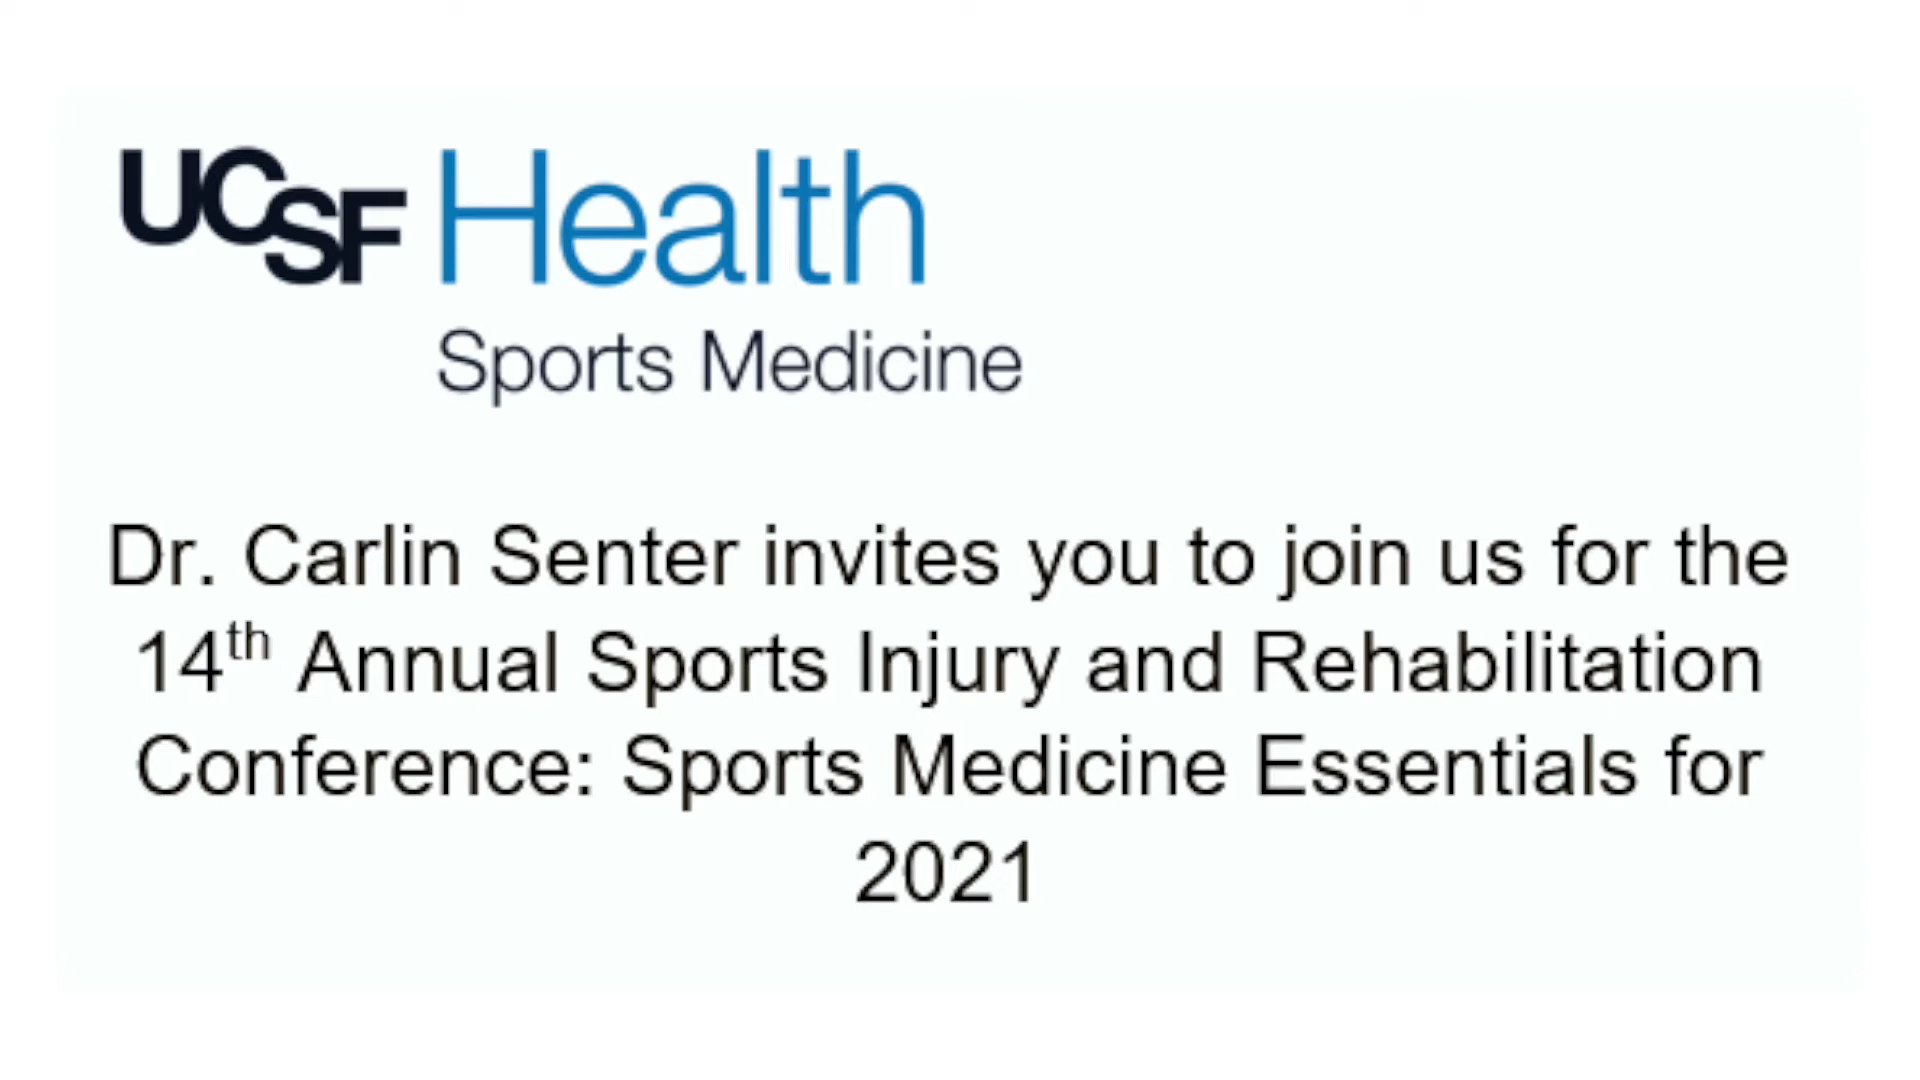 UCSF Health
Sports Medicine
Dr. Carlin Senter invites you to join us for the
14th Annual Sports Injury and Rehabilitation
Conference: Sports Medicine Essentials for
2021